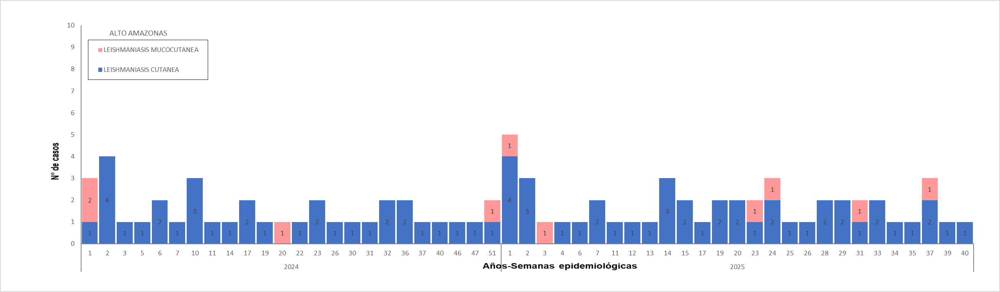 10
9
8
7
6
5
4
3
2
1
0
N° de casos
ALTO AMAZONAS
LEISHMANIASIS MUCOCUTANEA
LEISHMANIASIS CUTANEA
2 1 1 1 1 1 1 1 1
1 4 1 1 2 1 3 1 1 2 1 1 2 1 1 1 2 2 1 1 1 1 1 4 3 1 1 2 1 1 1 3 2 1 2 2 1 2 1 1 2 2 1 2 1 1 2 1 1
1 2 3 5 6 7 10 11 14 17 19 20 22 23 26 30 31 32 36 37 40 46 47 51 1 2 3 4 6 7 11 12 13 14 15 17 19 20 23 24 25 26 28 29 31 33 34 35 37 39 40
2024 2025
Años-Semanas epidemiológicas